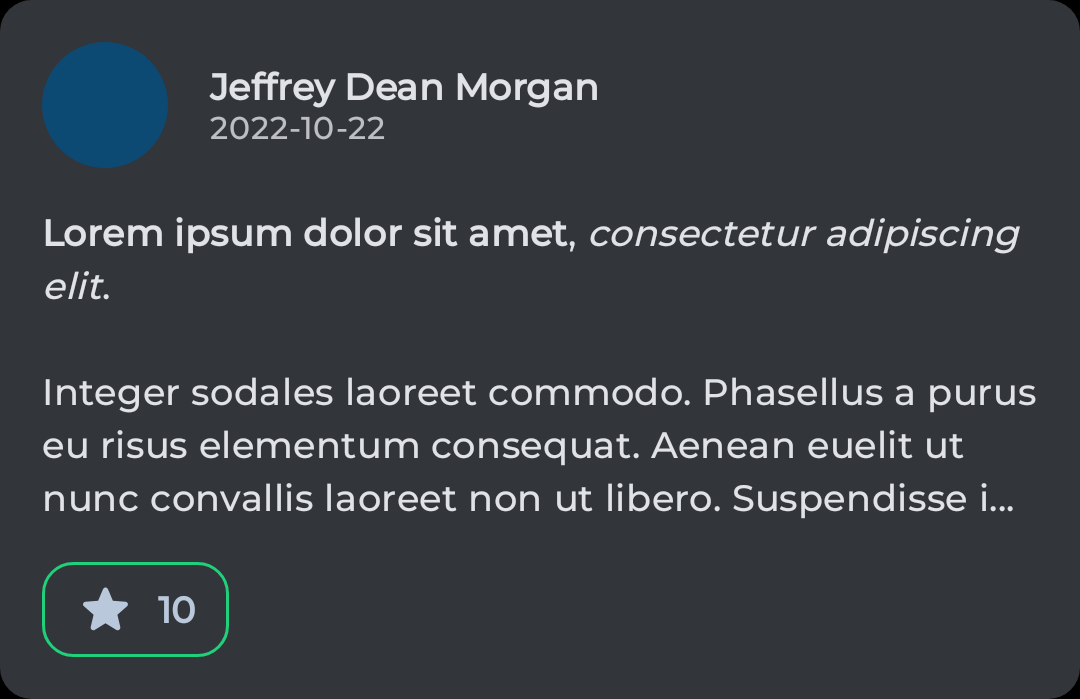 Jeffrey Dean Morgan
2022-10-22
Lorem ipsum dolor sit amet, consectetur adipiscing
elit.
Integer sodales laoreet commodo. Phasellus a purus
eu risus elementum consequat. Aenean euelit ut
nunc convallis laoreet non ut libero. Suspendisse i...
10